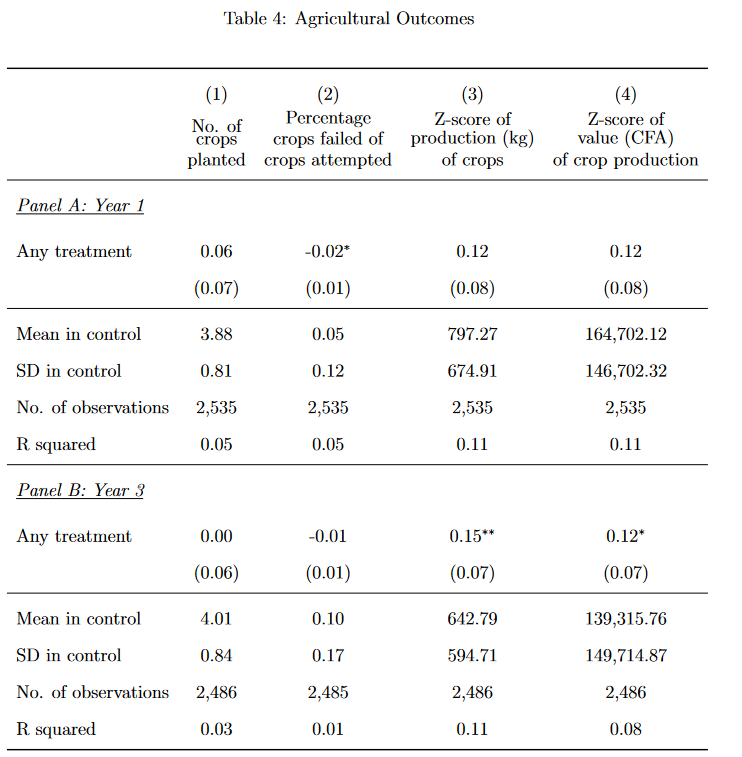 Table 4: Agricultural Outcomes
(1) (2) (3) (4)
No. of crops planted Percentage crops failed of crops attempted Z-score of production (kg) of crops Z-score of value (CFA) of crop production
Panel A: Year 1
Any treatment 0.06 -0.02* 0.12 0.12
(0.07) (0.01) (0.08) (0.08)
Mean in control 3.88 0.05 797.27 164,702.12
SD in control 0.81 0.12 674.91 146,702.32
No. of observations 2,535 2,535 2,535 2,535
R squared 0.05 0.05 0.11 0.11
Panel B: Year 3
Any treatment 0.00 -0.01 0.15** 0.12*
(0.06) (0.01) (0.07) (0.07)
Mean in control 4.01 0.10 642.79 139,315.76
SD in control 0.84 0.17 594.71 149,714.87
No. of observations 2,486 2,485 2,486 2,486
R squared 0.03 0.01 0.11 0.08